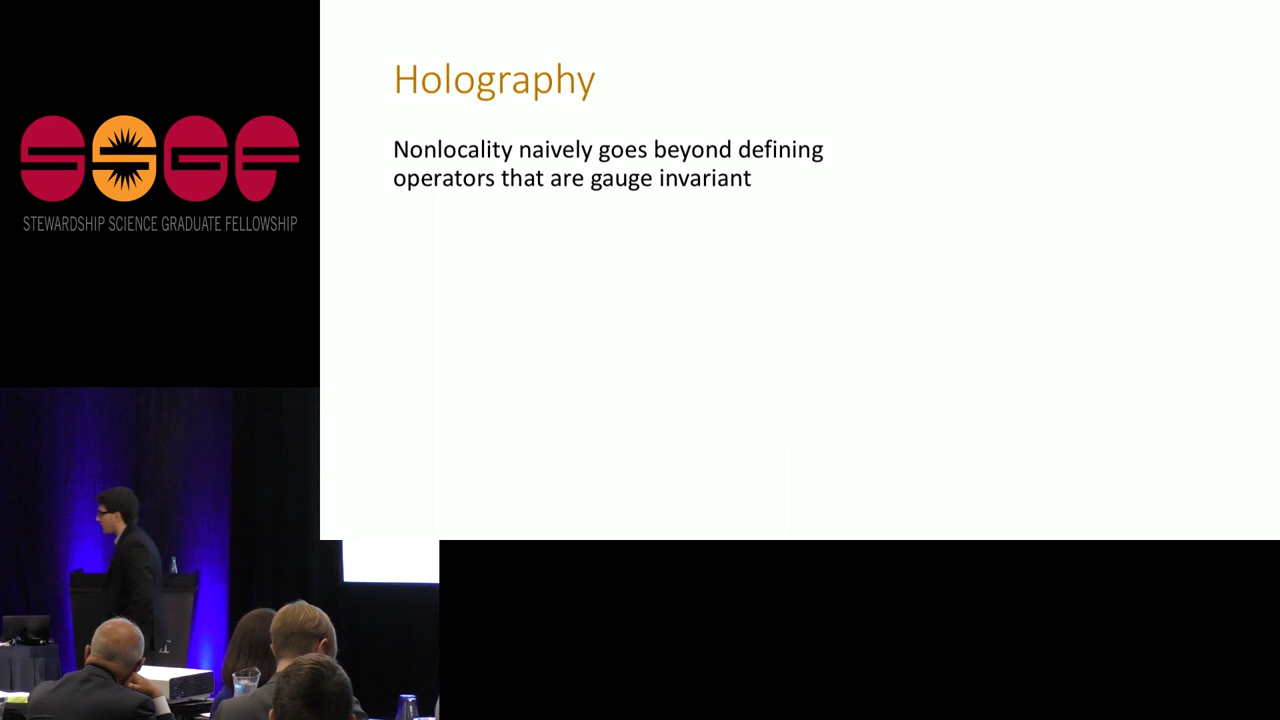 SSGF
STEWARDSHIP SCIENCE GRADUATE FELLOWSHIP
Holography
Nonlocality naively goes beyond defining
operators that are gauge invariant